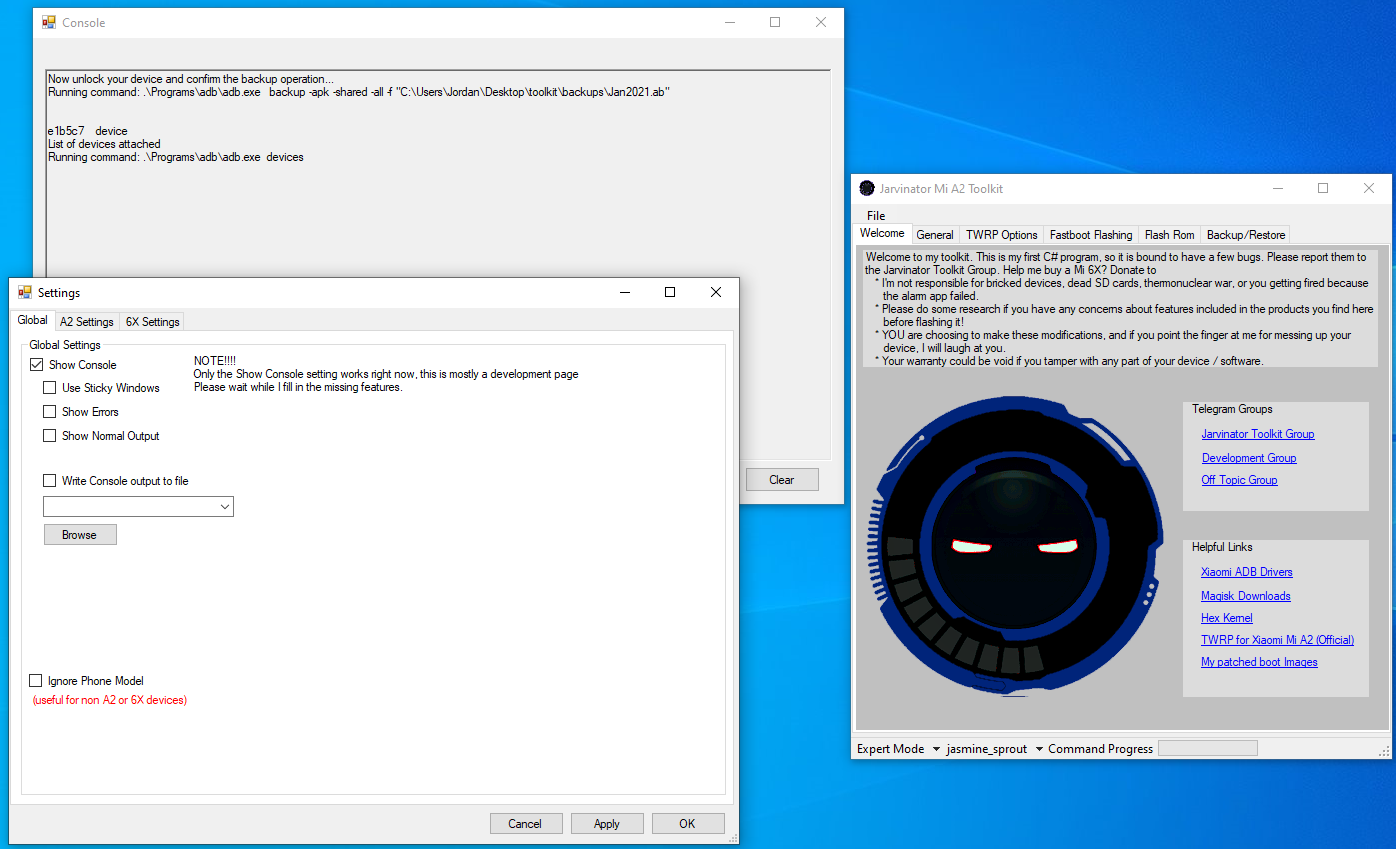 Console
Now unlock your device and confirm the backup operation...
Running command: .\Programs\adb\adb.exe   backup -apk -shared -all -f "C:\Users\Jordan\Desktop\toolkit\backups\Jan2021.ab"
e1b5c7    device
List of devices attached
Running command: .\Programs\adb\adb.exe  devices
Clear
Settings
Global
A2 Settings
6X Settings
Global Settings
Show Console
Use Sticky Windows
Show Errors
Show Normal Output
NOTE!!!!
Only the Show Console setting works right now, this is mostly a development page
Please wait while I fill in the missing features.
Write Console output to file
Browse
Ignore Phone Model
(useful for non A2 or 6X devices)
Cancel
Apply
OK
Jarvinator Mi A2 Toolkit
File
Welcome
General
TWRP Options
Fastboot Flashing
Flash Rom
Backup/Restore
Welcome to my toolkit. This is my first C# program, so it is bound to have a few bugs. Please report them to
the Jarvinator Toolkit Group. Help me buy a Mi 6X? Donate to
* I'm not responsible for bricked devices, dead SD cards, thermonuclear war, or you getting fired because
the alarm app failed.
* Please do some research if you have any concerns about features included in the products you find here
before flashing it!
* YOU are choosing to make these modifications, and if you point the finger at me for messing up your
device, I will laugh at you.
* Your warranty could be void if you tamper with any part of your device / software.
Telegram Groups
Jarvinator Toolkit Group
Development Group
Off Topic Group
Helpful Links
Xiaomi ADB Drivers
Magisk Downloads
Hex Kernel
TWRP for Xiaomi Mi A2 (Official)
My patched boot Images
Expert Mode
jasmine_sprout
Command Progress